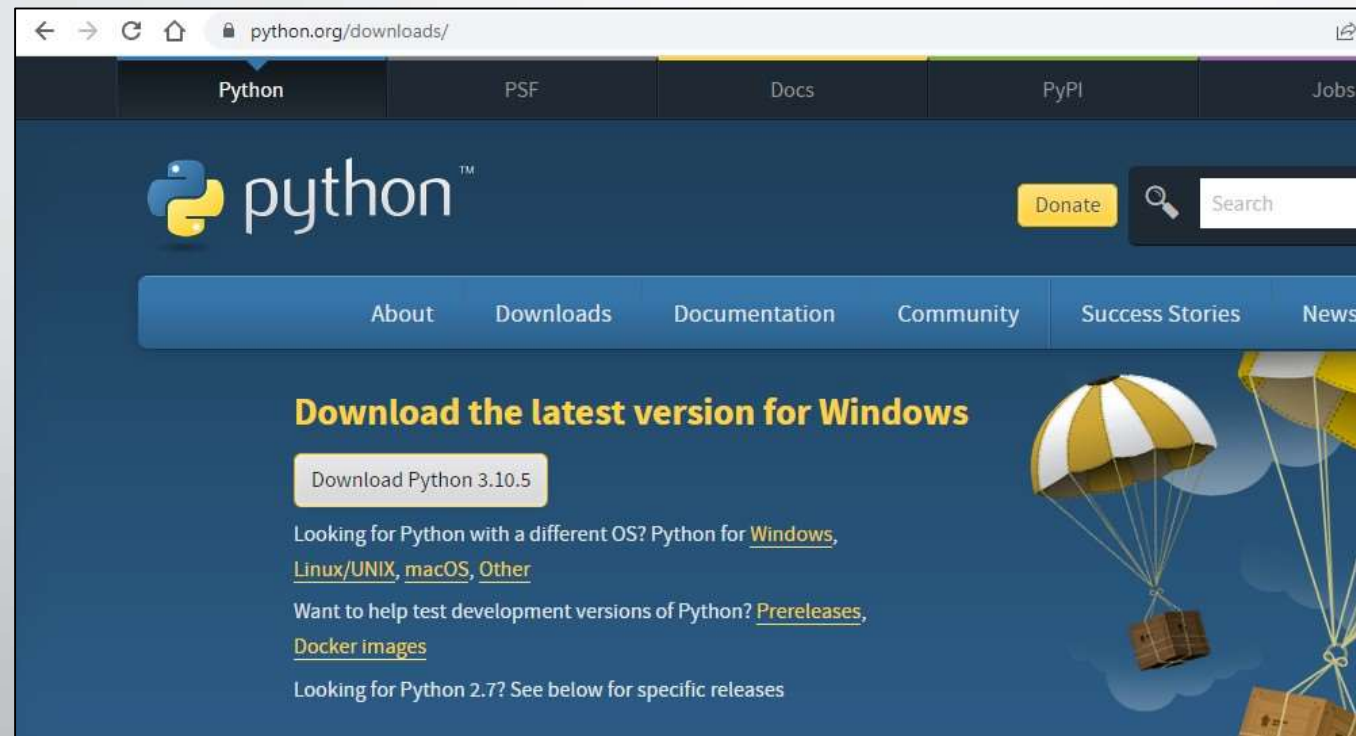 python.org/downloads/
Python PSF Docs PyPI Jobs
python™
Donate Search
About Downloads Documentation Community Success Stories News
Download the latest version for Windows
Download Python 3.10.5
Looking for Python with a different OS? Python for Windows,
Linux/UNIX, macOS, Other
Want to help test development versions of Python? Prereleases,
Docker images
Looking for Python 2.7? See below for specific releases